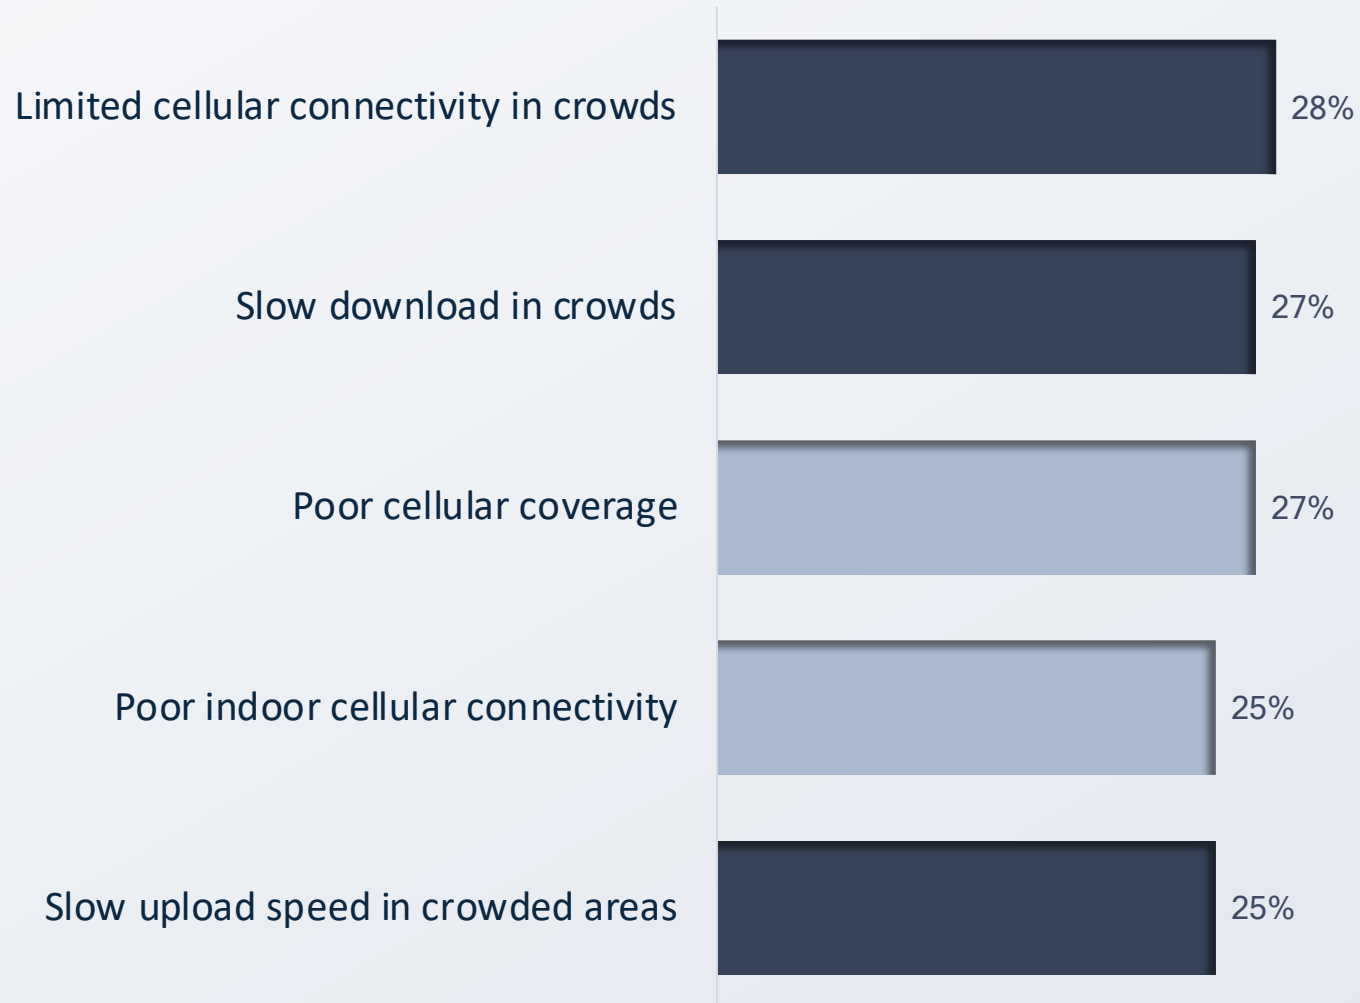 Limited cellular connectivity in crowds 28%
Slow download in crowds 27%
Poor cellular coverage 27%
Poor indoor cellular connectivity 25%
Slow upload speed in crowded areas 25%